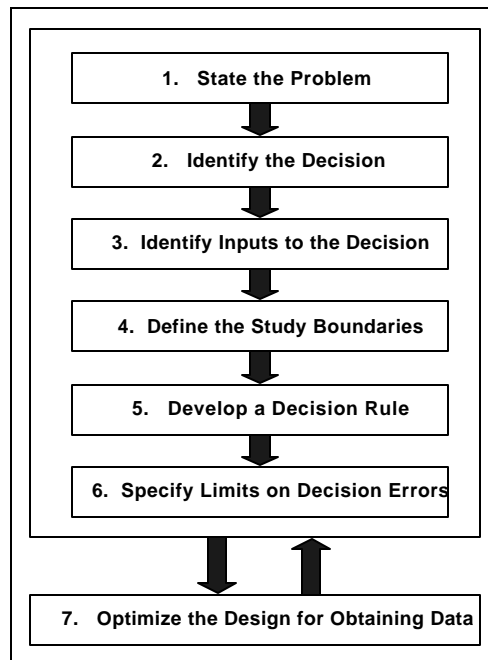 1. State the Problem
2. Identify the Decision
3. Identify Inputs to the Decision
4. Define the Study Boundaries
5. Develop a Decision Rule
6. Specify Limits on Decision Errors
7. Optimize the Design for Obtaining Data